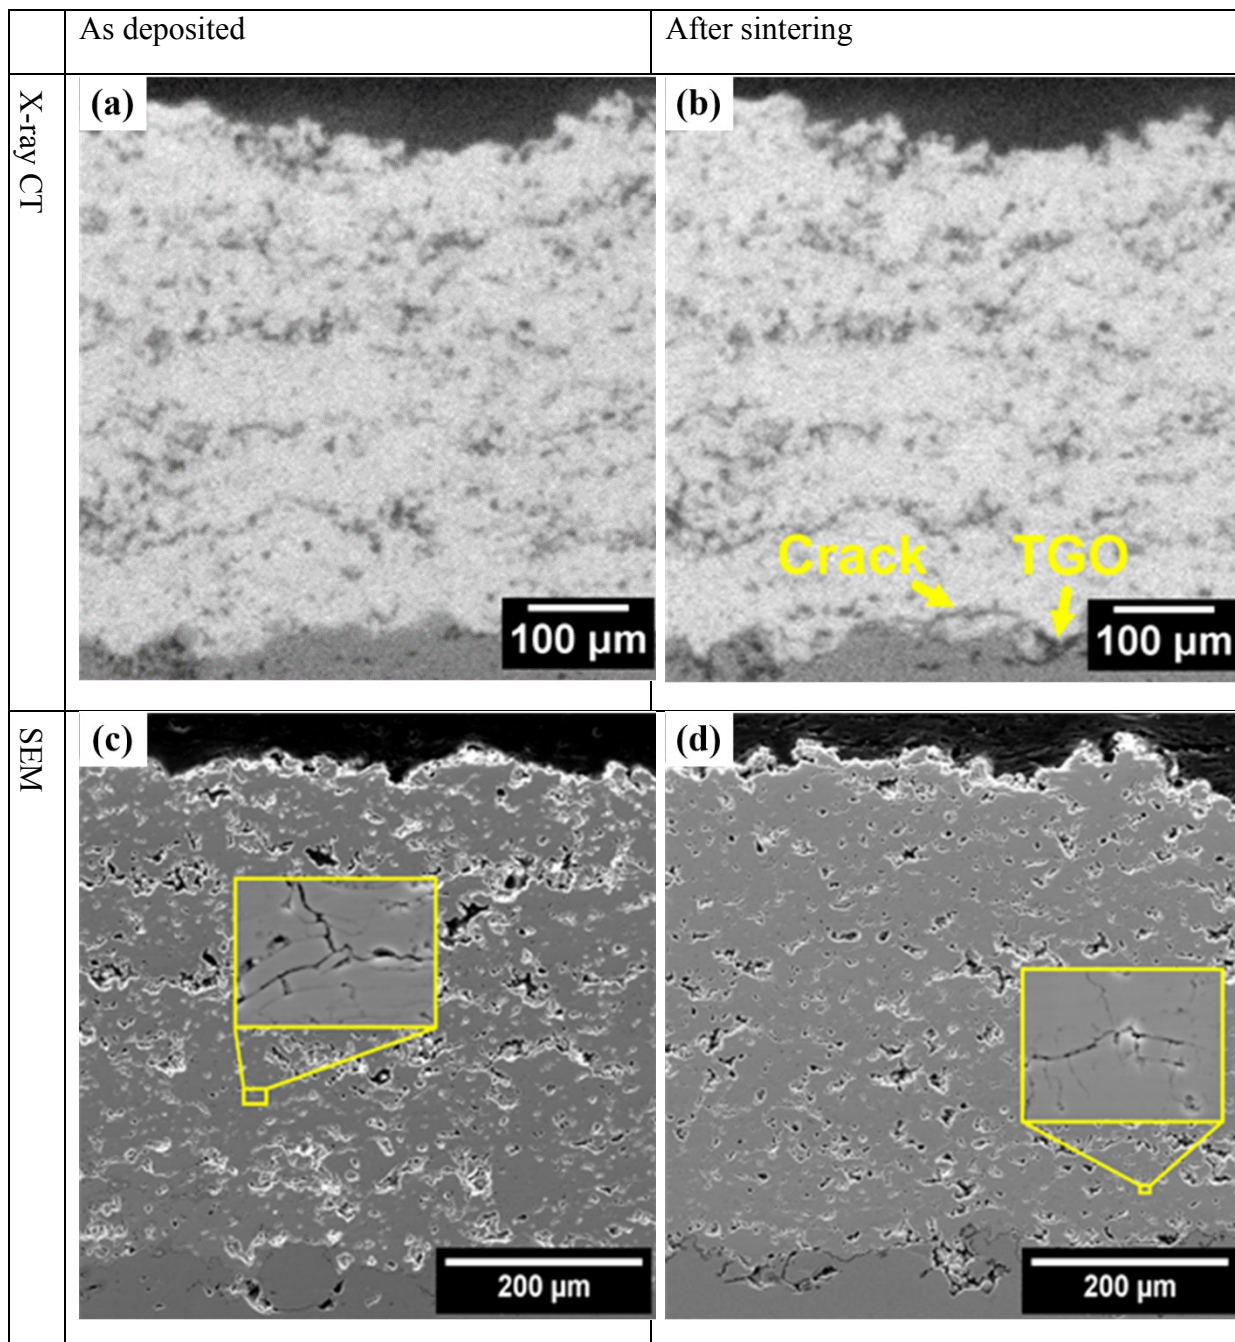 As deposited
After sintering
X-ray CT
(a)
(b)
Crack
TGO
100 µm
100 µm
SEM
(c)
(d)
200 µm
200 µm